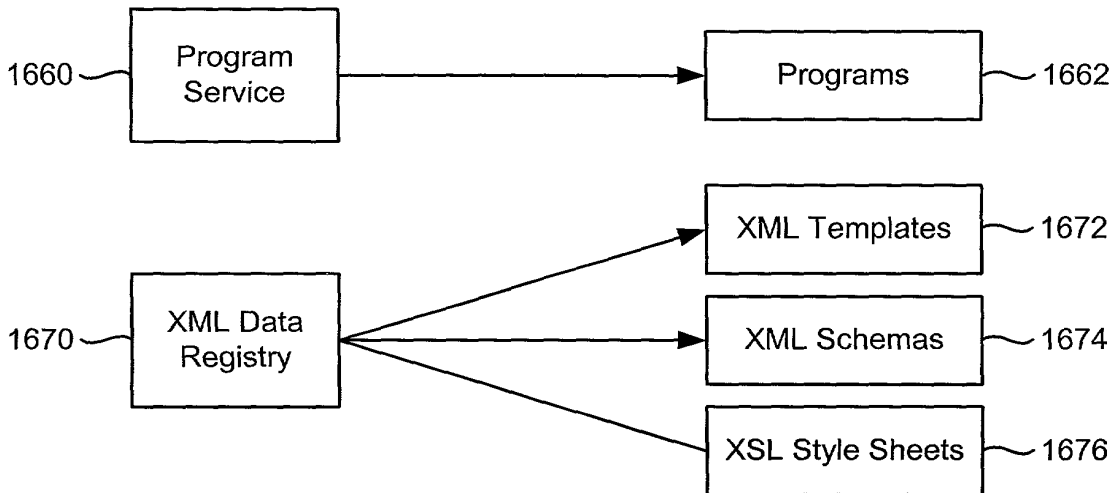 1660
Program
Service
Programs
1662
XML Templates
1672
1670
XML Data
Registry
XML Schemas
1674
XSL Style Sheets
1676